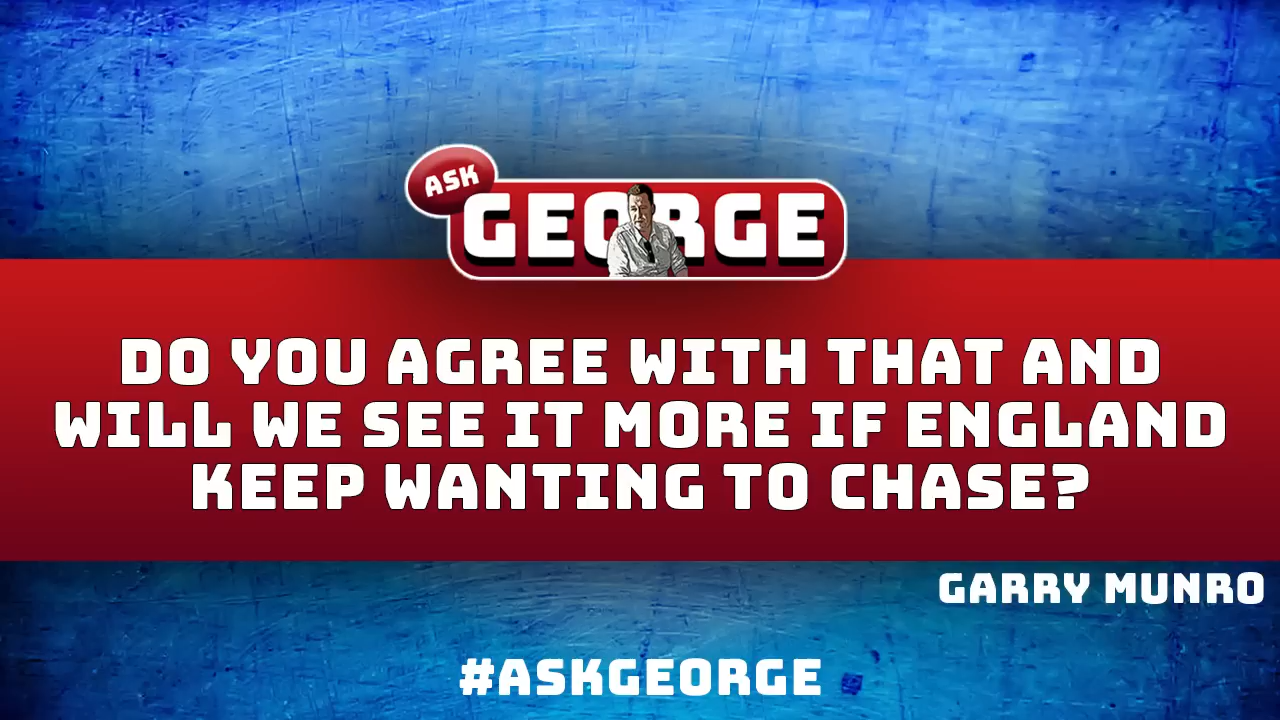 ASK
GEORGE
DO YOU AGREE WITH THAT AND
WILL WE SEE IT MORE IF ENGLAND
KEEP WANTING TO CHASE?
GARRY MUNRO
#ASKGEORGE